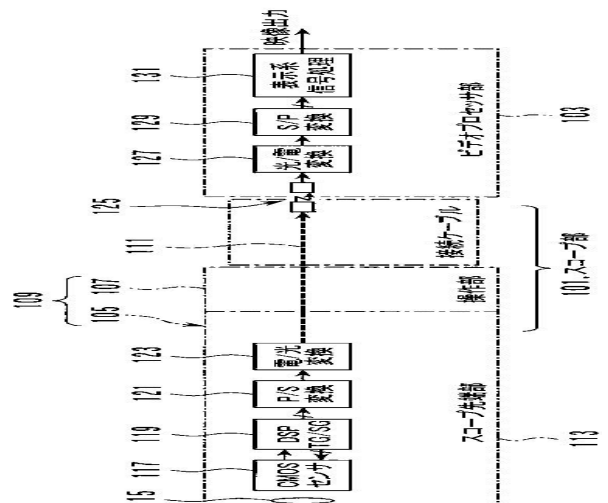 109
105
107
111
125
127
129
131
15
117
119
121
123
CMOS
センサ
DSP
TG/SG
P/S
変換
電/光
変換
光/電
変換
S/P
変換
表示系
信号処理
映像出力
スコープ先端部
操作部
接続ケーブル
ビデオプロセッサ部
113
101,スコープ部
103